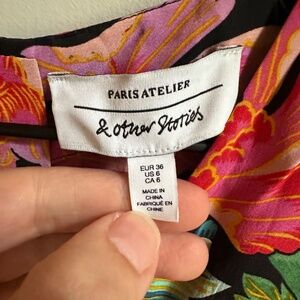 PARIS ATELIER
& Other Stories
EUR 36
US 6
CA 6
MADE IN
CHINA
FABRIQUÉ EN
CHINE